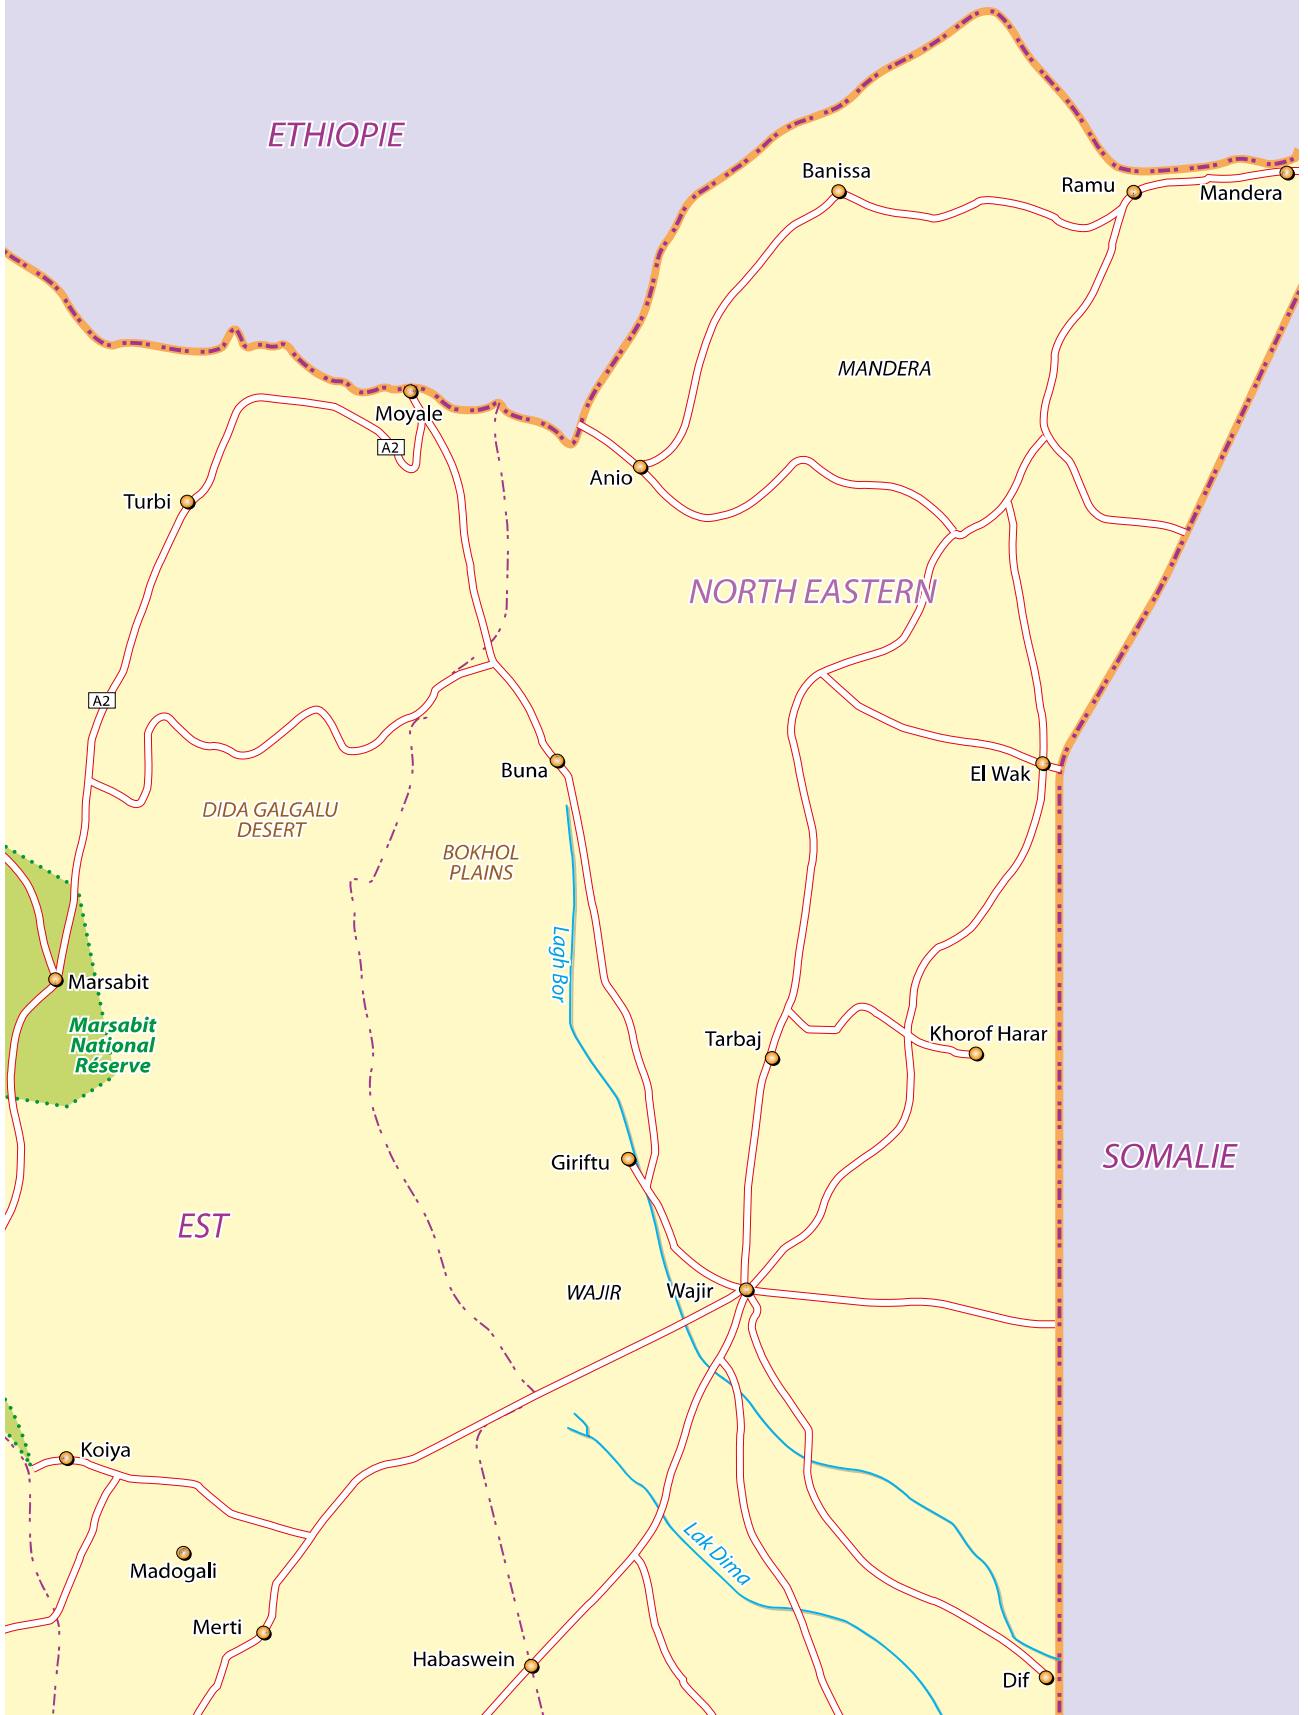 ETHIOPIE
Banissa
Ramu
Mandera
MANDERA
Moyale
A2
Anio
Turbi
NORTH EASTERN
A2
Buna
El Wak
DIDA GALGALU
DESERT
BOKHOL
PLAINS
Lagh Bor
Marsabit
Marsabit
National
Réserve
Tarbaj
Khorof Harar
Giriftu
SOMALIE
EST
WAJIR
Wajir
Koiya
Lak Dima
Madogali
Merti
Habaswein
Dif